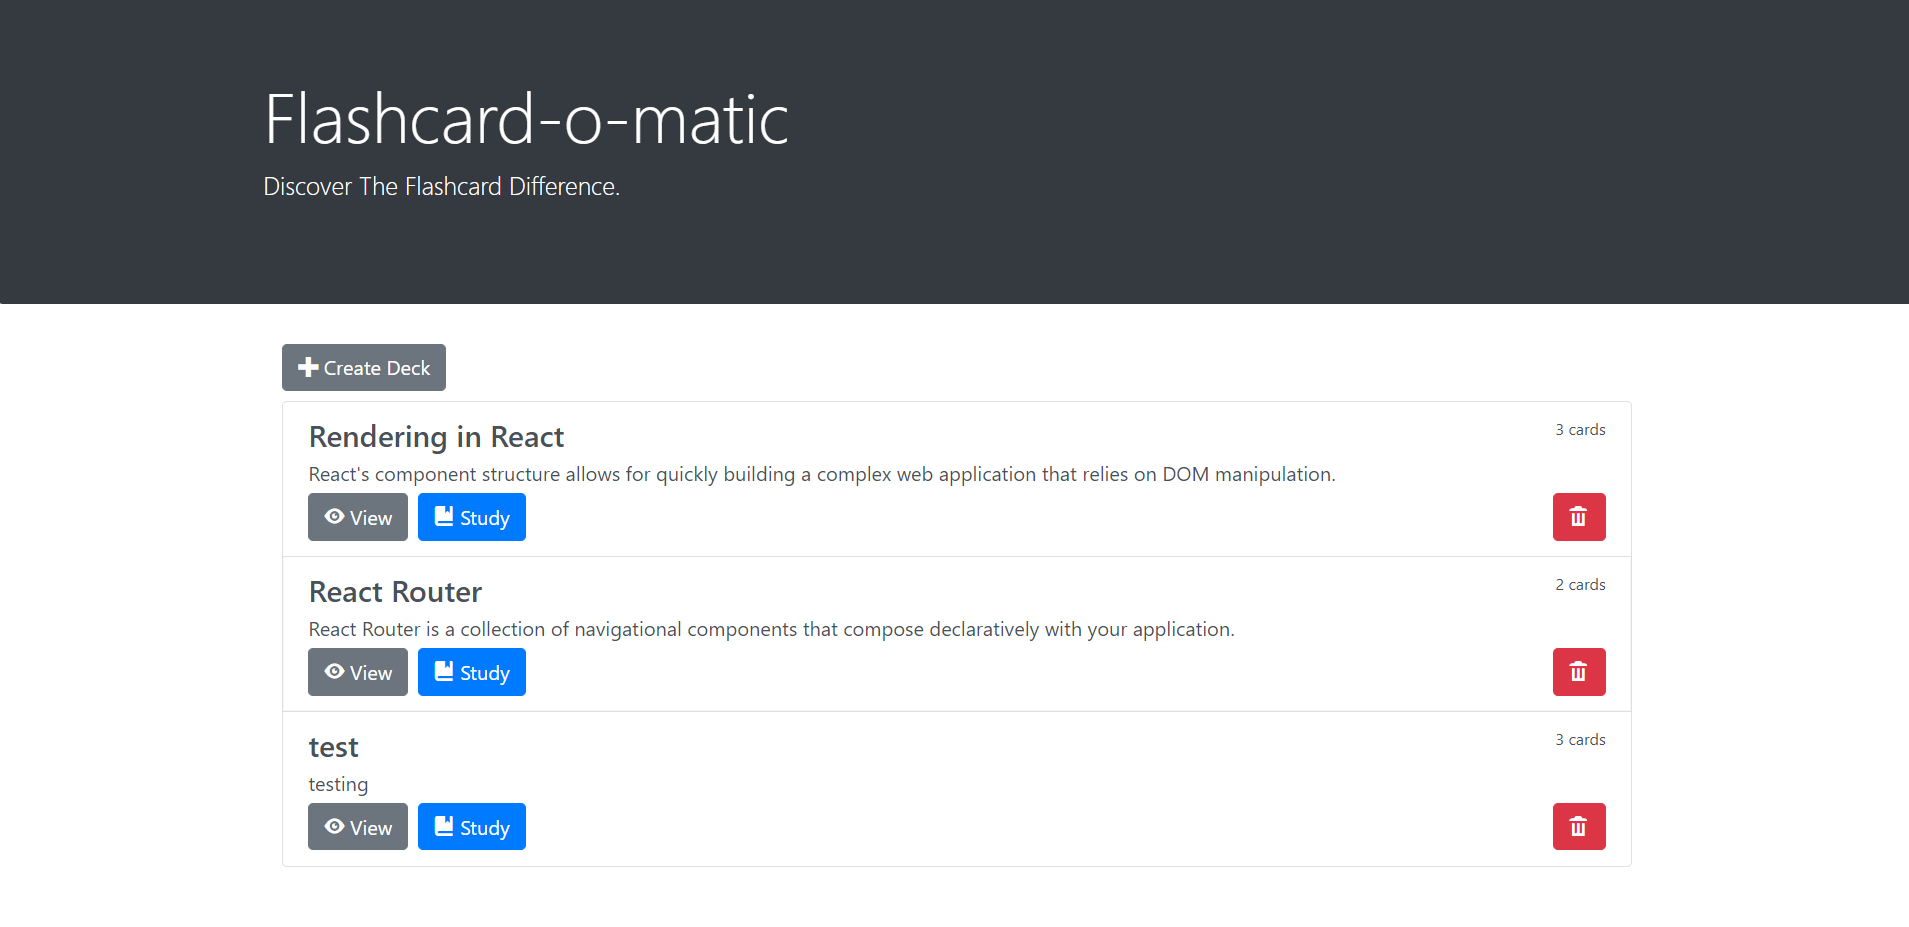 Flashcard-o-matic
Discover The Flashcard Difference.
Create Deck
Rendering in React
3 cards
React's component structure allows for quickly building a complex web application that relies on DOM manipulation.
View Study
React Router
2 cards
React Router is a collection of navigational components that compose declaratively with your application.
View Study
test
3 cards
testing
View Study